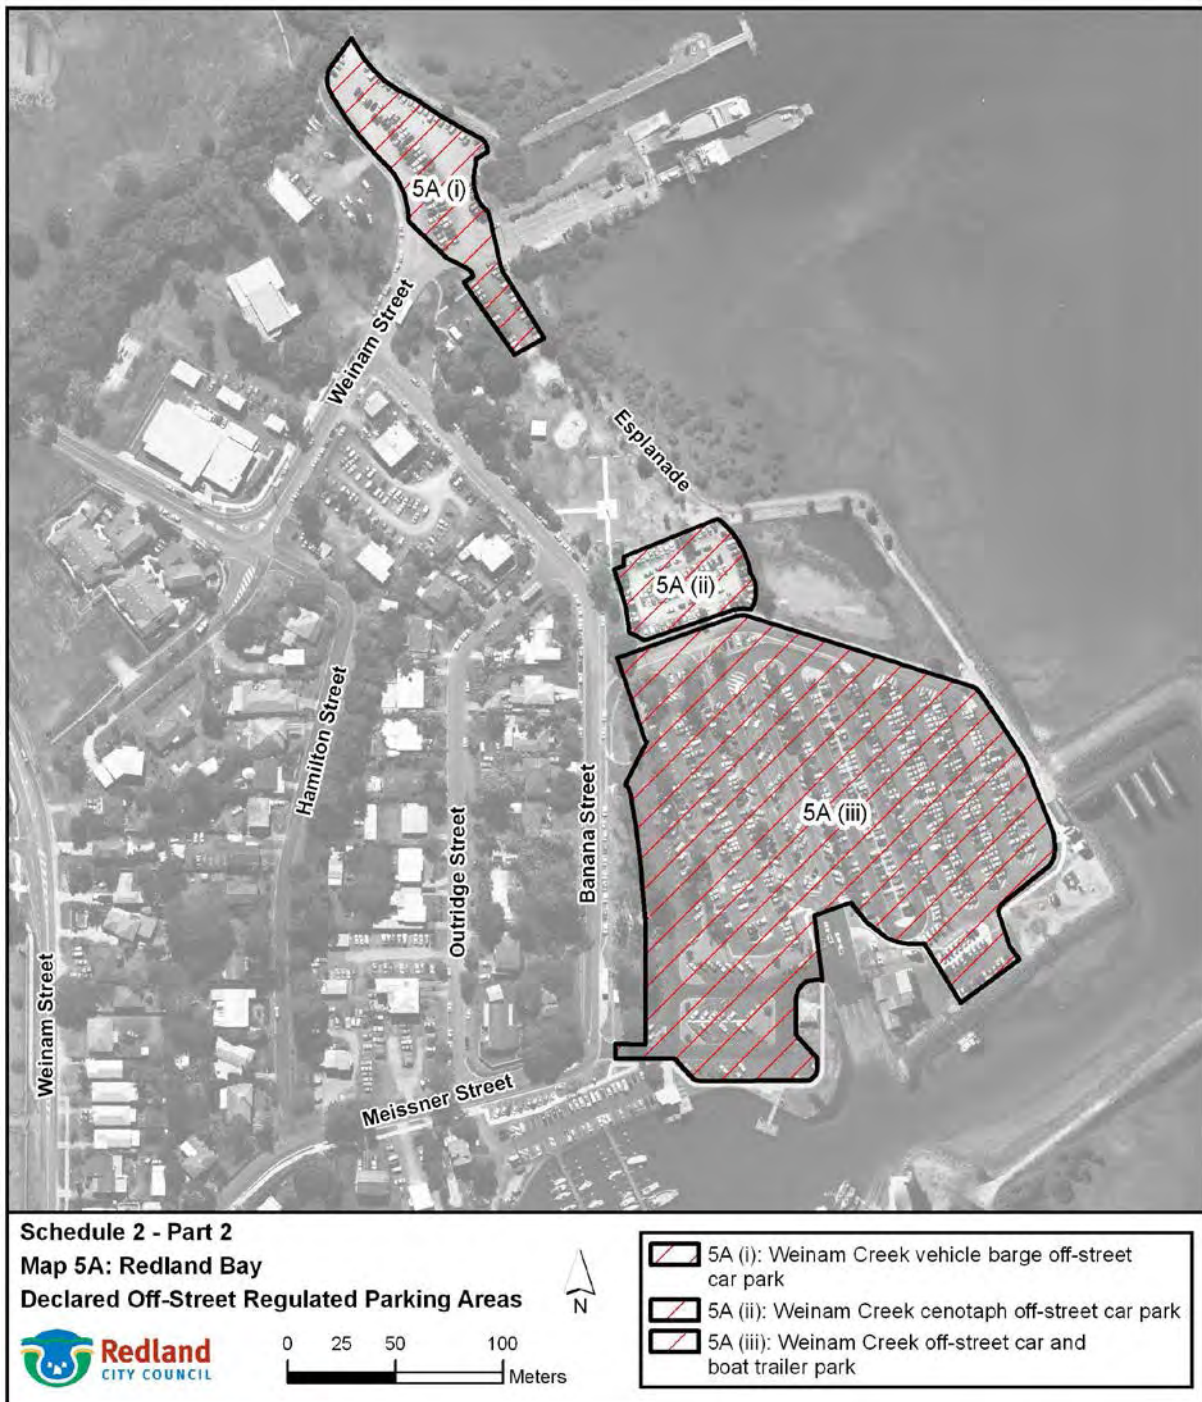 5A (i)
Weinam Street
Esplanade
5A (ii)
Hamilton Street
Outridge Street
Banana Street
5A (iii)
Weinam Street
Meissner Street
Schedule 2 - Part 2
Map 5A: Redland Bay
Declared Off-Street Regulated Parking Areas
N
Redland
CITY COUNCIL
0 25 50 100
Meters
5A (i): Weinam Creek vehicle barge off-street
car park
5A (ii): Weinam Creek cenotaph off-street car park
5A (iii): Weinam Creek off-street car and
boat trailer park